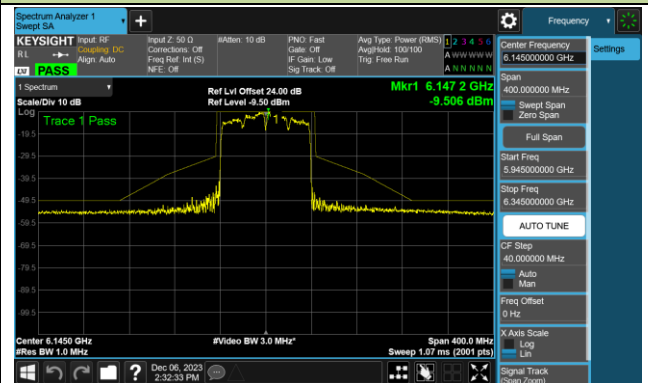 Spectrum Analyzer 1
Swept SA
Frequency
KEYSIGHT
RL
LXI
PASS
Input: RF
Coupling: DC
Align: Auto
Input Z: 50 Ω
Corrections: Off
Freq Ref: Int (S)
NFE: Off
#Atten: 10 dB
PNO: Fast
Gate: Off
IF Gain: Low
Sig Track: Off
Avg Type: Power (RMS)
Avg|Hold: 100/100
Trig: Free Run
1 2 3 4 5 6
A W W W W W
A N N N N N
1 Spectrum
Scale/Div 10 dB
Ref Lvl Offset 24.00 dB
Ref Level -9.50 dBm
Mkr1 6.147 2 GHz
-9.506 dBm
Log
Trace 1 Pass
1
-19.5
-29.5
-39.5
-49.5
-59.5
-69.5
-79.5
-89.5
-99.5
Center 6.1450 GHz
#Res BW 1.0 MHz
#Video BW 3.0 MHz*
Span 400.0 MHz
Sweep 1.07 ms (2001 pts)
Dec 06, 2023
2:32:33 PM
Center Frequency
6.145000000 GHz
Settings
Span
400.000000 MHz
Swept Span
Zero Span
Full Span
Start Freq
5.945000000 GHz
Stop Freq
6.345000000 GHz
AUTO TUNE
CF Step
40.000000 MHz
Auto
Man
Freq Offset
0 Hz
X Axis Scale
Log
Lin
Signal Track
(Span Zoom)